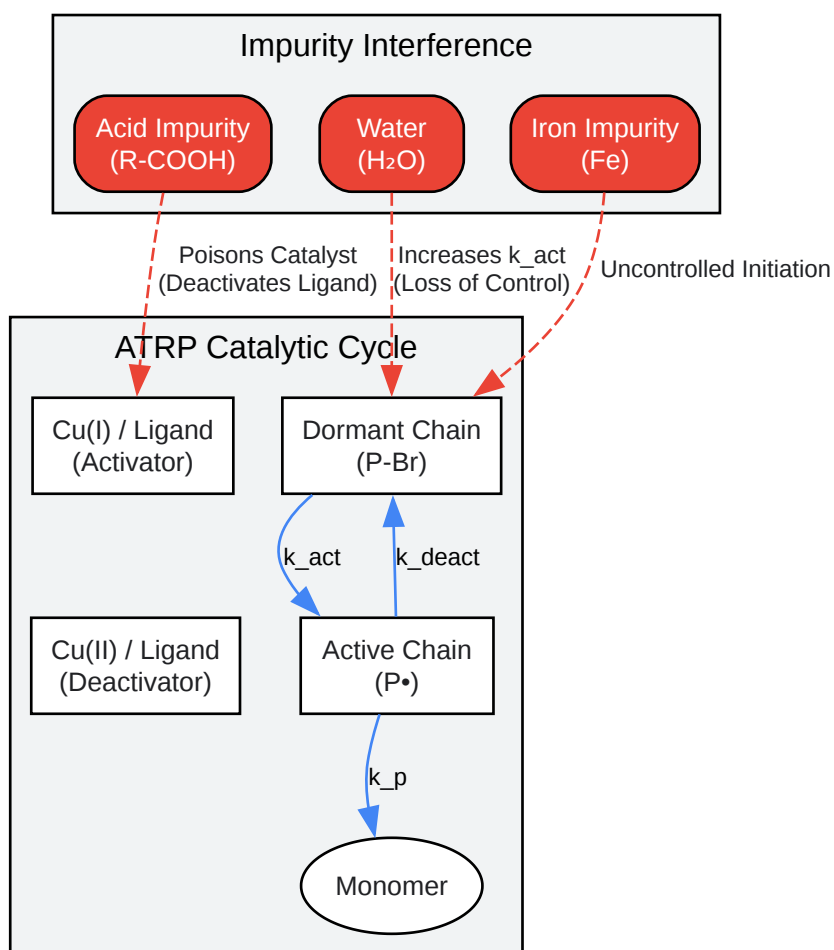 Impurity Interference
Acid Impurity
(R-COOH)
Water
(H₂O)
Iron Impurity
(Fe)
Poisons Catalyst
(Deactivates Ligand)
Increases k_act
(Loss of Control)
Uncontrolled Initiation
ATRP Catalytic Cycle
Cu(I) / Ligand
(Activator)
Dormant Chain
(P-Br)
k_act
k_deact
Cu(II) / Ligand
(Deactivator)
Active Chain
(P•)
k_p
Monomer